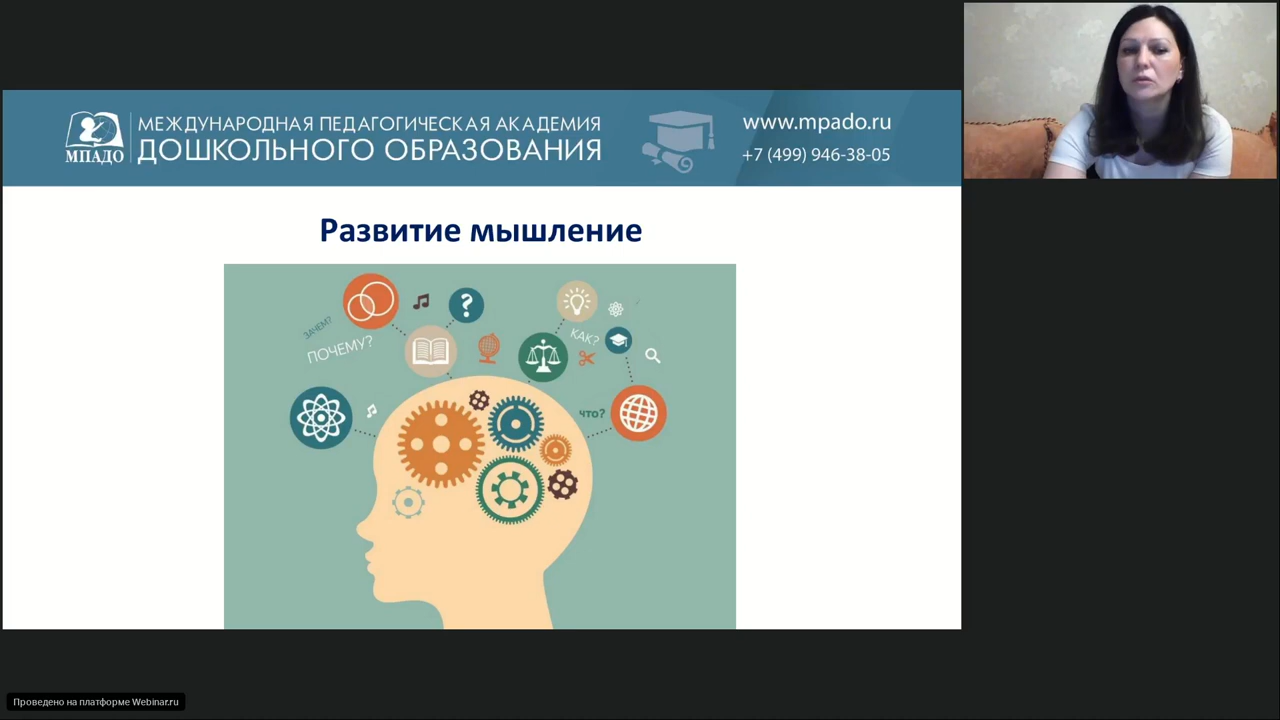 МПАДО
МЕЖДУНАРОДНАЯ ПЕДАГОГИЧЕСКАЯ АКАДЕМИЯ
ДОШКОЛЬНОГО ОБРАЗОВАНИЯ
www.mpado.ru
+7 (499) 946-38-05
Развитие мышление
ЗАЧЕМ?
ПОЧЕМУ?
?
КАК?
что?
Проведено на платформе Webinar.ru